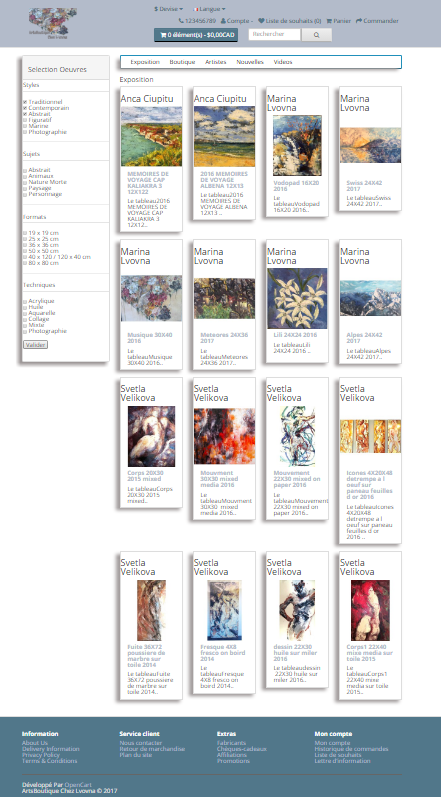 $ Devise
Langue
123456789 Compte Liste de souhaits (0) Panier Commander
0 élément(s) - $0,00CAD
Rechercher
Selection Oeuvres
Styles
Traditionnel
Contemporain
Abstrait
Figuratif
Marine
Photographie
Sujets
Abstrait
Animaux
Nature Morte
Paysage
Personnage
Formats
19 x 19 cm
25 x 25 cm
36 x 36 cm
50 x 50 cm
40 x 120 / 120 x 40 cm
80 x 80 cm
Techniques
Acrylique
Huile
Aquarelle
Collage
Mixte
Photographie
Valider
Exposition Boutique Artistes Nouvelles Videos
Exposition
Anca Ciupitu
MEMOIRES DE
VOYAGE CAP
KALIAKRA 3
12X122
Le tableau2016
MEMOIRES DE
VOYAGE CAP
KALIAKRA 3
12X12..
Anca Ciupitu
2016 MEMOIRES
DE VOYAGE
ALBENA 12X13
Le tableau2016
MEMOIRES DE
VOYAGE ALBENA
12X13 ..
Marina
Lvovna
Vodopad 16X20
2016
Le
tableauVodopad
16X20 2016..
Marina
Lvovna
Swiss 24X42
2017
Le tableauSwiss
24X42 2017..
Marina
Lvovna
Musique 30X40
2016
Le
tableauMusique
30X40 2016..
Marina
Lvovna
Meteores 24X36
2017
Le
tableauMeteores
24X36 2017..
Marina
Lvovna
Lili 24X24 2016
Le tableauLili
24X24 2016 ..
Marina
Lvovna
Alpes 24X42
2017
Le tableauAlpes
24X42 2017..
Svetla
Velikova
Corps 20X30
2015 mixed
Le tableauCorps
20X30 2015
mixed..
Svetla
Velikova
Mouvment
30X30 mixed
media 2016
Le
tableauMouvment
30X30 mixed
media 2016..
Svetla
Velikova
Mouvement
22X30 mixed on
paper 2016
Le
tableauMouvement
22X30 mixed on
paper 2016..
Svetla
Velikova
Icones 4X20X48
detrempe a l
oeuf sur
paneau feuilles
d or 2016
Le tableauIcones
4X20X48
detrempe a l
oeuf sur paneau
feuilles d or
2016 ..
Svetla
Velikova
Fuite 36X72
poussiere de
marbre sur
toile 2014
Le tableauFuite
36X72 poussiere
de marbre sur
toile 2014..
Svetla
Velikova
Fresque 4X8
fresco on boird
2014
Le
tableauFresque
4X8 fresco on
boird 2014..
Svetla
Velikova
dessin 22X30
huile sur miler
2016
Le tableaudessin
22X30 huile sur
miler 2016..
Svetla
Velikova
Corps1 22X40
mixe media sur
toile 2015
Le
tableauCorps1
22X40 mixe
media sur toile
2015..
Information
About Us
Delivery Information
Privacy Policy
Terms & Conditions
Service client
Nous contacter
Retour de marchandise
Plan du site
Extras
Fabricants
Chèques-cadeaux
Affiliations
Promotions
Mon compte
Mon compte
Historique de commandes
Liste de souhaits
Lettre d'information
Développé Par OpenCart
ArtsBoutique Chez Lvovna © 2017